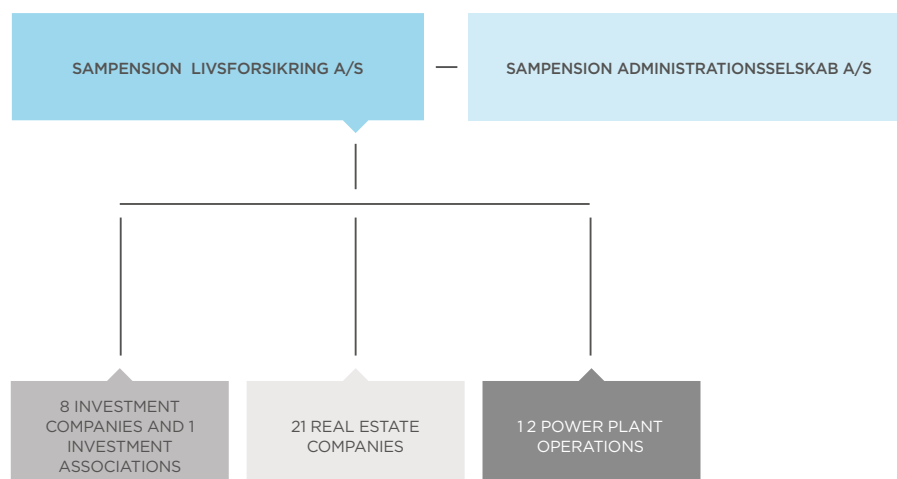 SAMPENSION LIVSFORSIKRING A/S
SAMPENSION ADMINISTRATIONSSELSKAB A/S
8 INVESTMENT
COMPANIES AND 1
INVESTMENT
ASSOCIATIONS
21 REAL ESTATE
COMPANIES
1 2 POWER PLANT
OPERATIONS